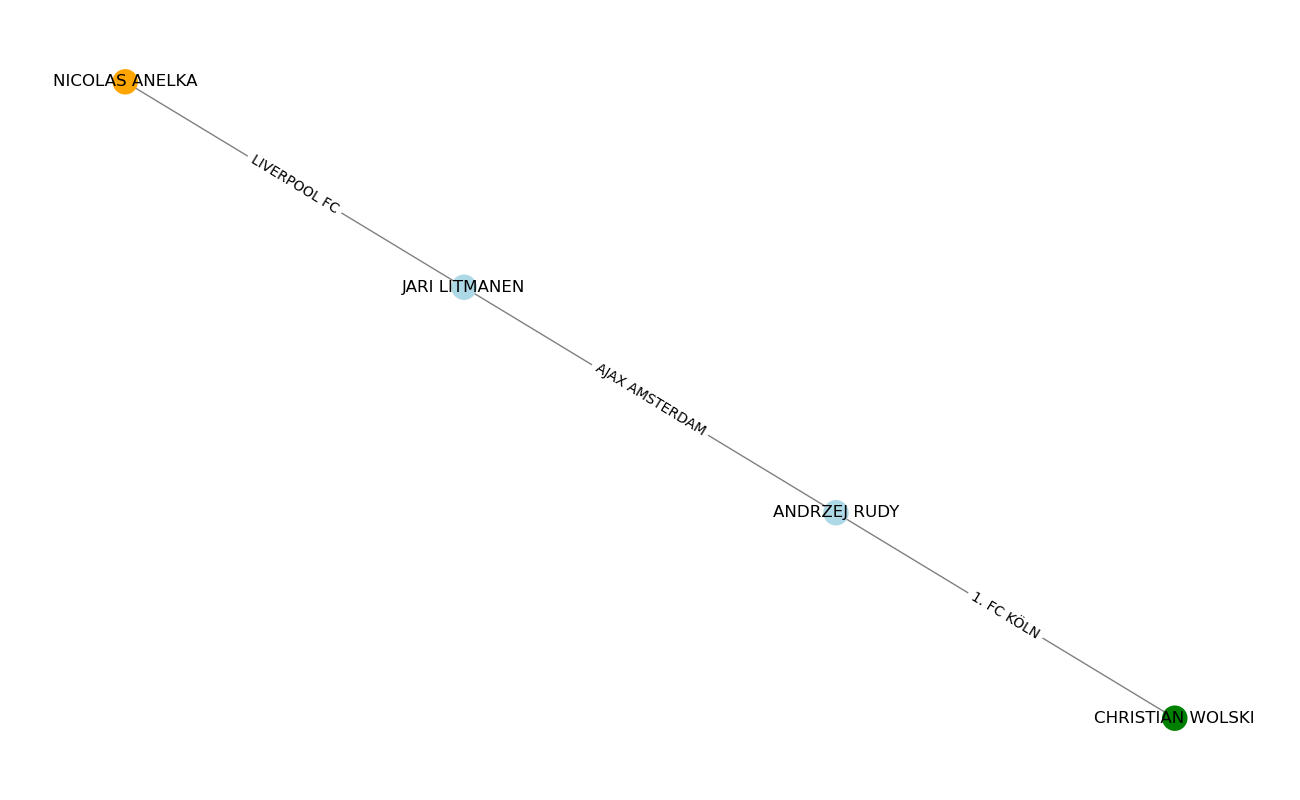 NICOLAS ANELKA
LIVERPOOL FC
JARI LITMANEN
AJAX AMSTERDAM
ANDRZEJ RUDY
1. FC KÖLN
CHRISTIAN WOLSKI